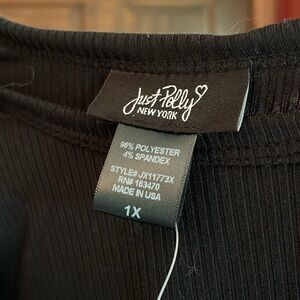 Just Polly
NEW YORK
96% POLYESTER
4% SPANDEX
STYLE# JX11773X
RN# 163470
MADE IN USA
1X